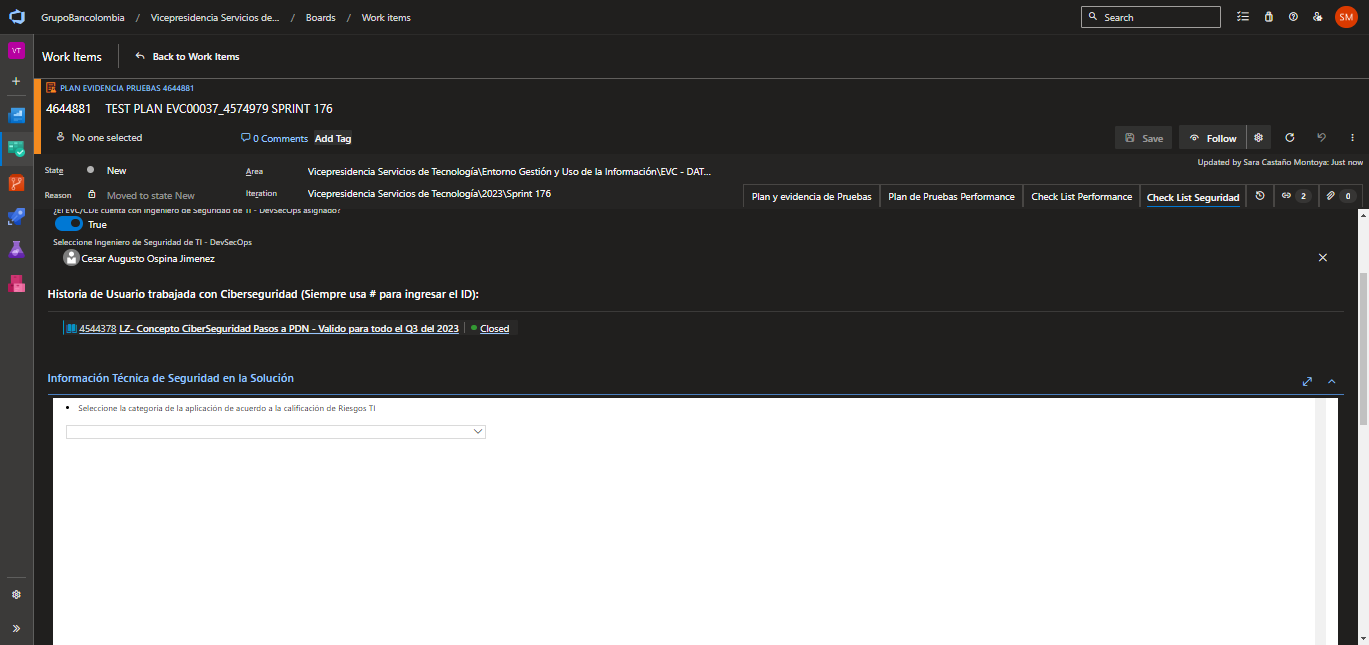 GrupoBancolombia / Vicepresidencia Servicios de... / Boards / Work items
Search
SM
VT
Work Items
Back to Work Items
PLAN EVIDENCIA PRUEBAS 4644881
4644881 TEST PLAN EVC00037_4574979 SPRINT 176
No one selected
0 Comments
Add Tag
Save
Follow
Updated by Sara Castaño Montoya: Just now
State New
Area Vicepresidencia Servicios de Tecnología\Entorno Gestión y Uso de la Información\EVC - DAT...
Reason Moved to state New
Iteration Vicepresidencia Servicios de Tecnología\2023\Sprint 176
Plan y evidencia de Pruebas
Plan de Pruebas Performance
Check List Performance
Check List Seguridad
2
0
¿El EVC/CDE cuenta con Ingeniero de Seguridad de TI - DevSecOps asignado?
True
Seleccione Ingeniero de Seguridad de TI - DevSecOps
Cesar Augusto Ospina Jimenez
Historia de Usuario trabajada con Ciberseguridad (Siempre usa # para ingresar el ID):
4544378 LZ- Concepto CiberSeguridad Pasos a PDN - Valido para todo el Q3 del 2023 Closed
Información Técnica de Seguridad en la Solución
• Seleccione la categoria de la aplicación de acuerdo a la calificación de Riesgos TI